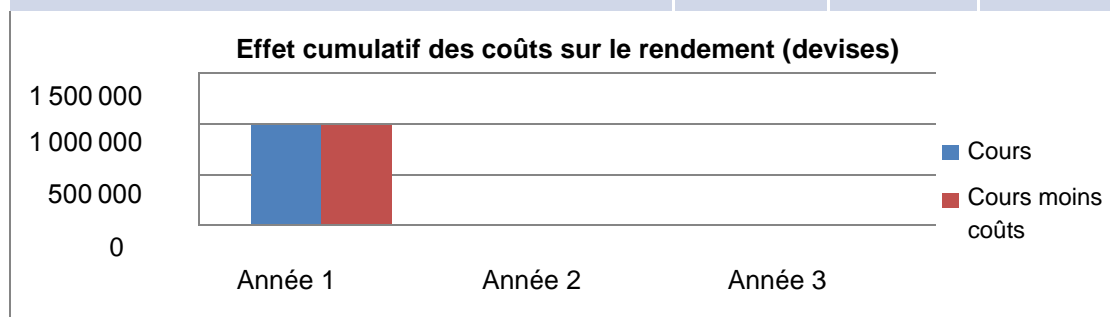 Effet cumulatif des coûts sur le rendement (devises)
1 500 000
1 000 000
500 000
0
Année 1 Année 2 Année 3
Cours
Cours moins
coûts